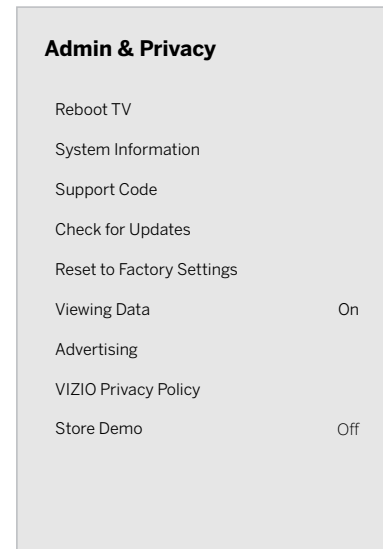 Admin & Privacy
Reboot TV
System Information
Support Code
Check for Updates
Reset to Factory Settings
Viewing Data On
Advertising
VIZIO Privacy Policy
Store Demo Off